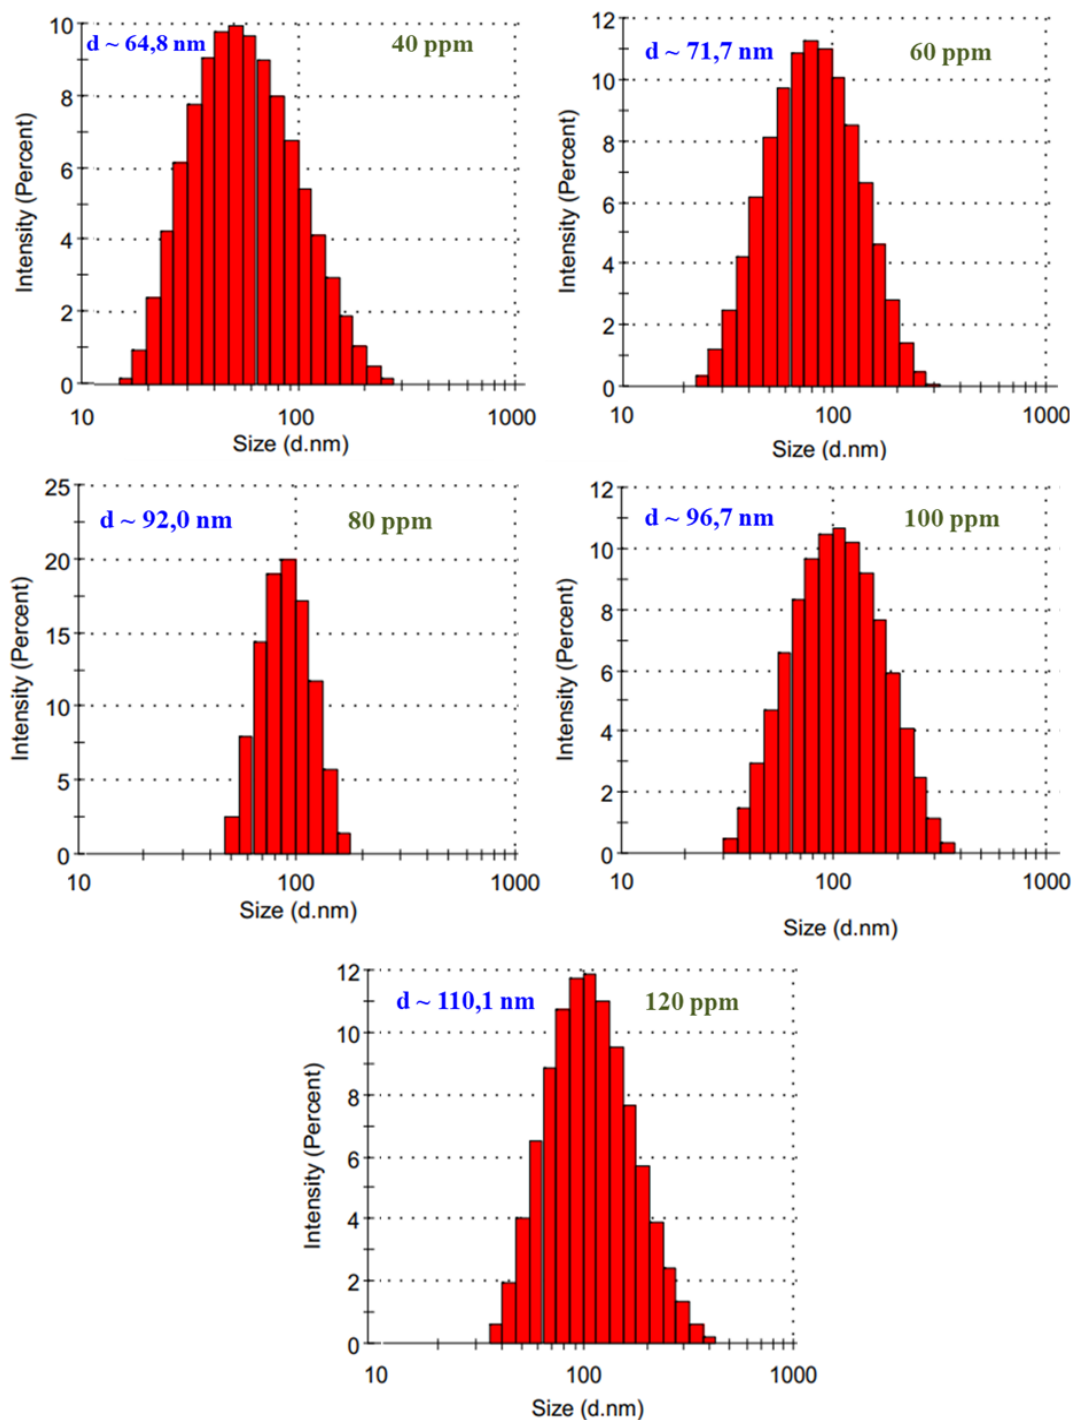 d ~ 64,8 nm
40 ppm
Intensity (Percent)
10
8
6
4
2
0
10 100 1000
Size (d.nm)
d ~ 71,7 nm
60 ppm
Intensity (Percent)
12
10
8
6
4
2
0
10 100 1000
Size (d.nm)
d ~ 92,0 nm
80 ppm
Intensity (Percent)
25
20
15
10
5
0
10 100 1000
Size (d.nm)
d ~ 96,7 nm
100 ppm
Intensity (Percent)
12
10
8
6
4
2
0
10 100 1000
Size (d.nm)
d ~ 110,1 nm
120 ppm
Intensity (Percent)
12
10
8
6
4
2
0
10 100 1000
Size (d.nm)